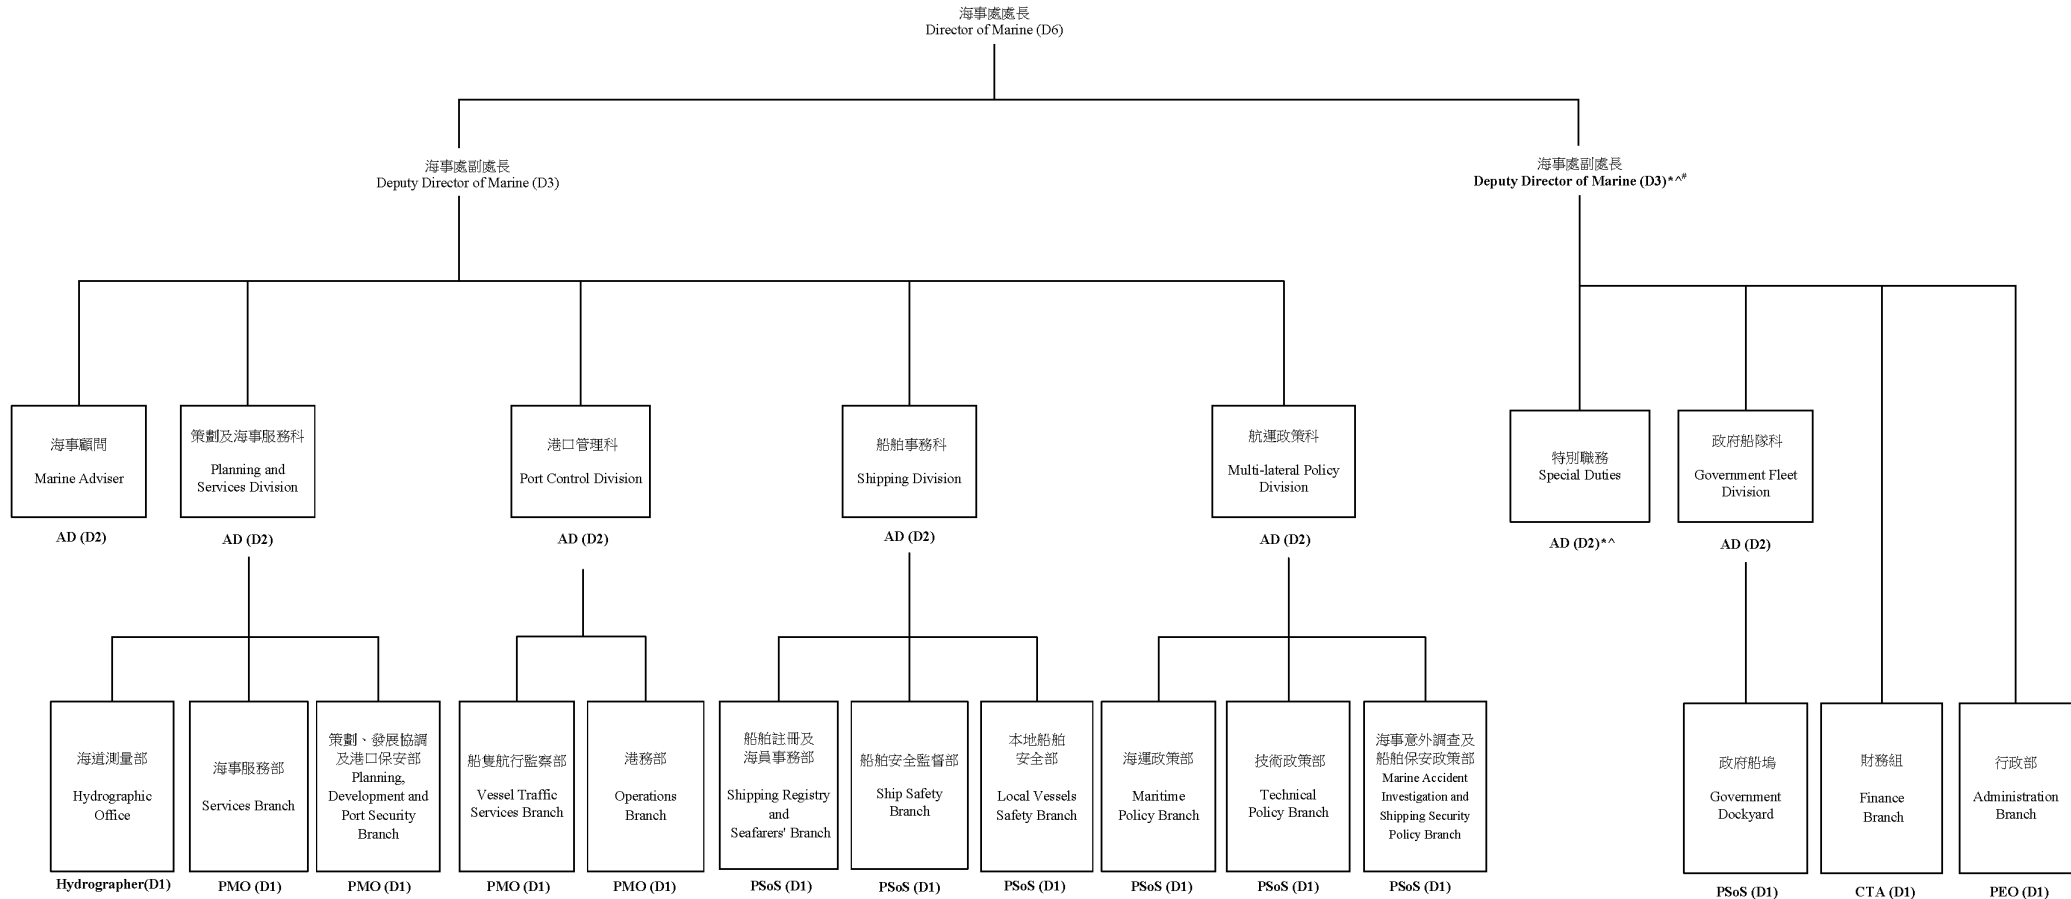 海事處處長
Director of Marine (D6)
海事處副處長
Deputy Director of Marine (D3)
海事處副處長
Deputy Director of Marine (D3)*^#
海事顧問
Marine Adviser
AD (D2)
策劃及海事服務科
Planning and
Services Division
AD (D2)
港口管理科
Port Control Division
AD (D2)
船舶事務科
Shipping Division
AD (D2)
航運政策科
Multi-lateral Policy
Division
AD (D2)
特別職務
Special Duties
AD (D2)*^
政府船隊科
Government Fleet
Division
AD (D2)
海道測量部
Hydrographic
Office
Hydrographer(D1)
海事服務部
Services Branch
PMO (D1)
策劃、發展協調
及港口保安部
Planning,
Development and
Port Security
Branch
PMO (D1)
船隻航行監察部
Vessel Traffic
Services Branch
PMO (D1)
港務部
Operations
Branch
PMO (D1)
船舶註冊及
海員事務部
Shipping Registry
and
Seafarers' Branch
PSoS (D1)
船舶安全監督部
Ship Safety
Branch
PSoS (D1)
本地船舶
安全部
Local Vessels
Safety Branch
PSoS (D1)
海運政策部
Maritime
Policy Branch
PSoS (D1)
技術政策部
Technical
Policy Branch
PSoS (D1)
海事意外調查及
船舶保安政策部
Marine Accident
Investigation and
Shipping Security
Policy Branch
PSoS (D1)
政府船塢
Government
Dockyard
PSoS (D1)
財務組
Finance
Branch
CTA (D1)
行政部
Administration
Branch
PEO (D1)